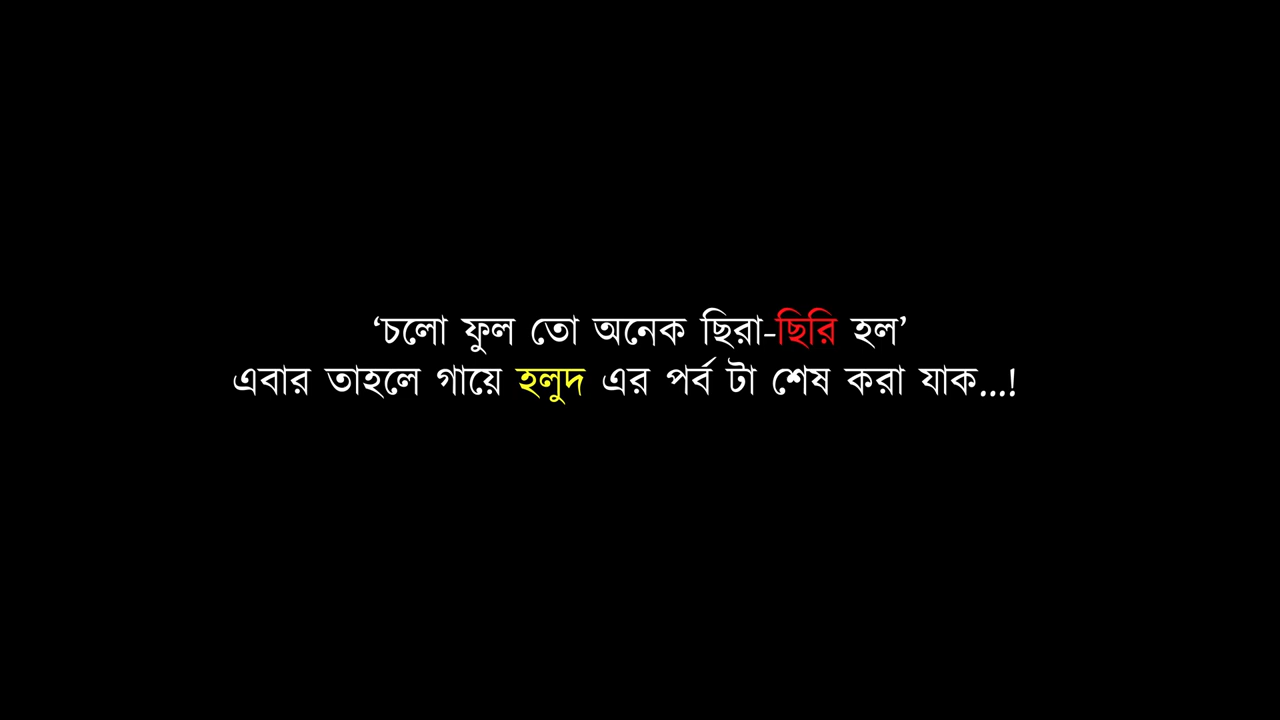 ‘চলো ফুল তো অনেক ছিরা-ছিরি হল’
এবার তাহলে গায়ে হলুদ এর পর্ব টা শেষ করা যাক...!